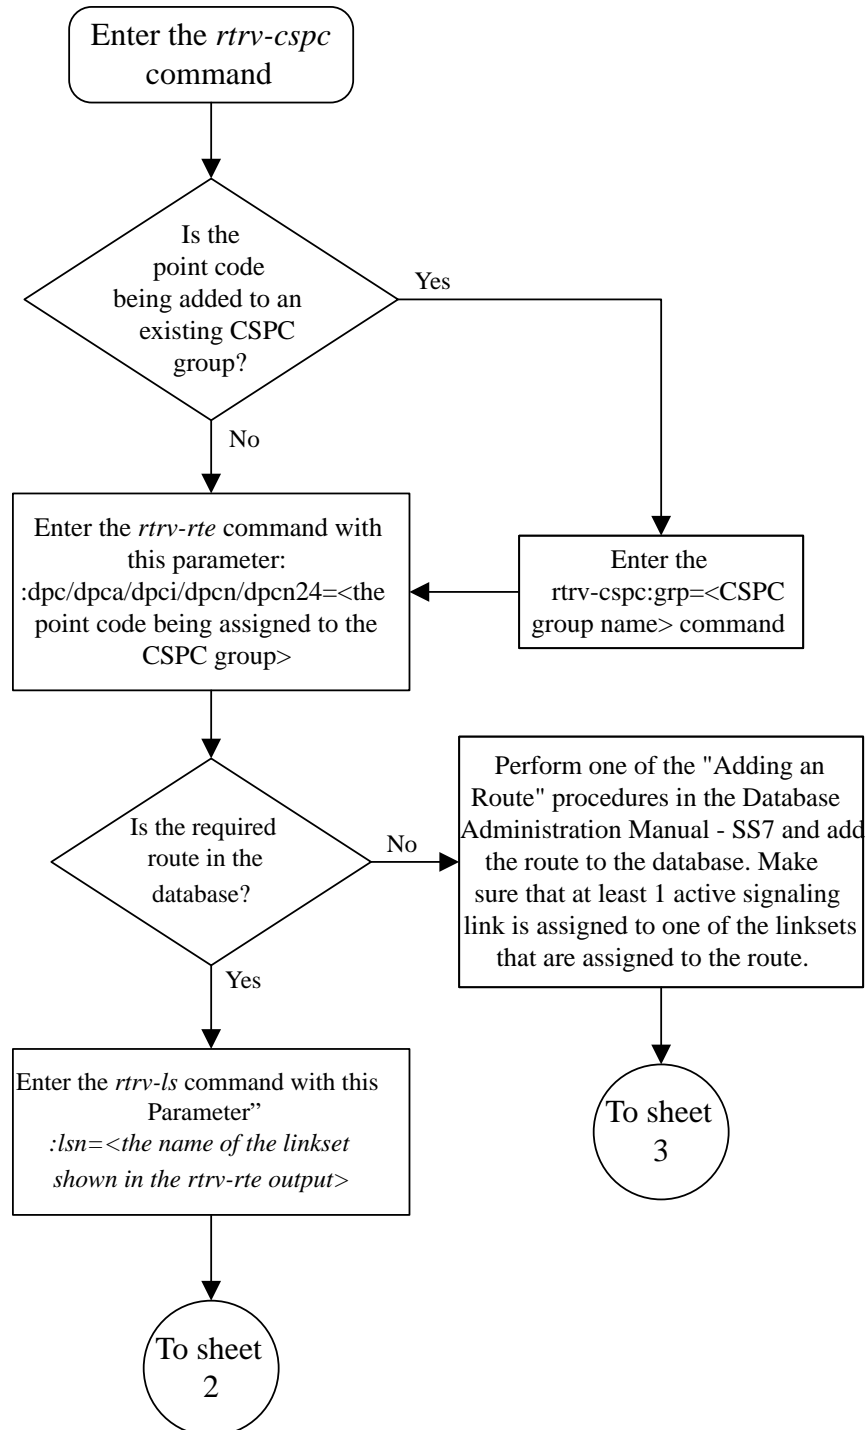 Enter the rtrv-cspc
command
Is the
point code
being added to an
existing CSPC
group?
Yes
No
Enter the rtrv-rte command with
this parameter:
:dpc/dpca/dpci/dpcn/dpcn24=<the
point code being assigned to the
CSPC group>
Enter the
rtrv-cspc:grp=<CSPC
group name> command
Is the required
route in the
database?
No
Yes
Perform one of the "Adding an
Route" procedures in the Database
Administration Manual - SS7 and add
the route to the database. Make
sure that at least 1 active signaling
link is assigned to one of the linksets
that are assigned to the route.
Enter the rtrv-ls command with this
Parameter”
:lsn=<the name of the linkset
shown in the rtrv-rte output>
To sheet
3
To sheet
2